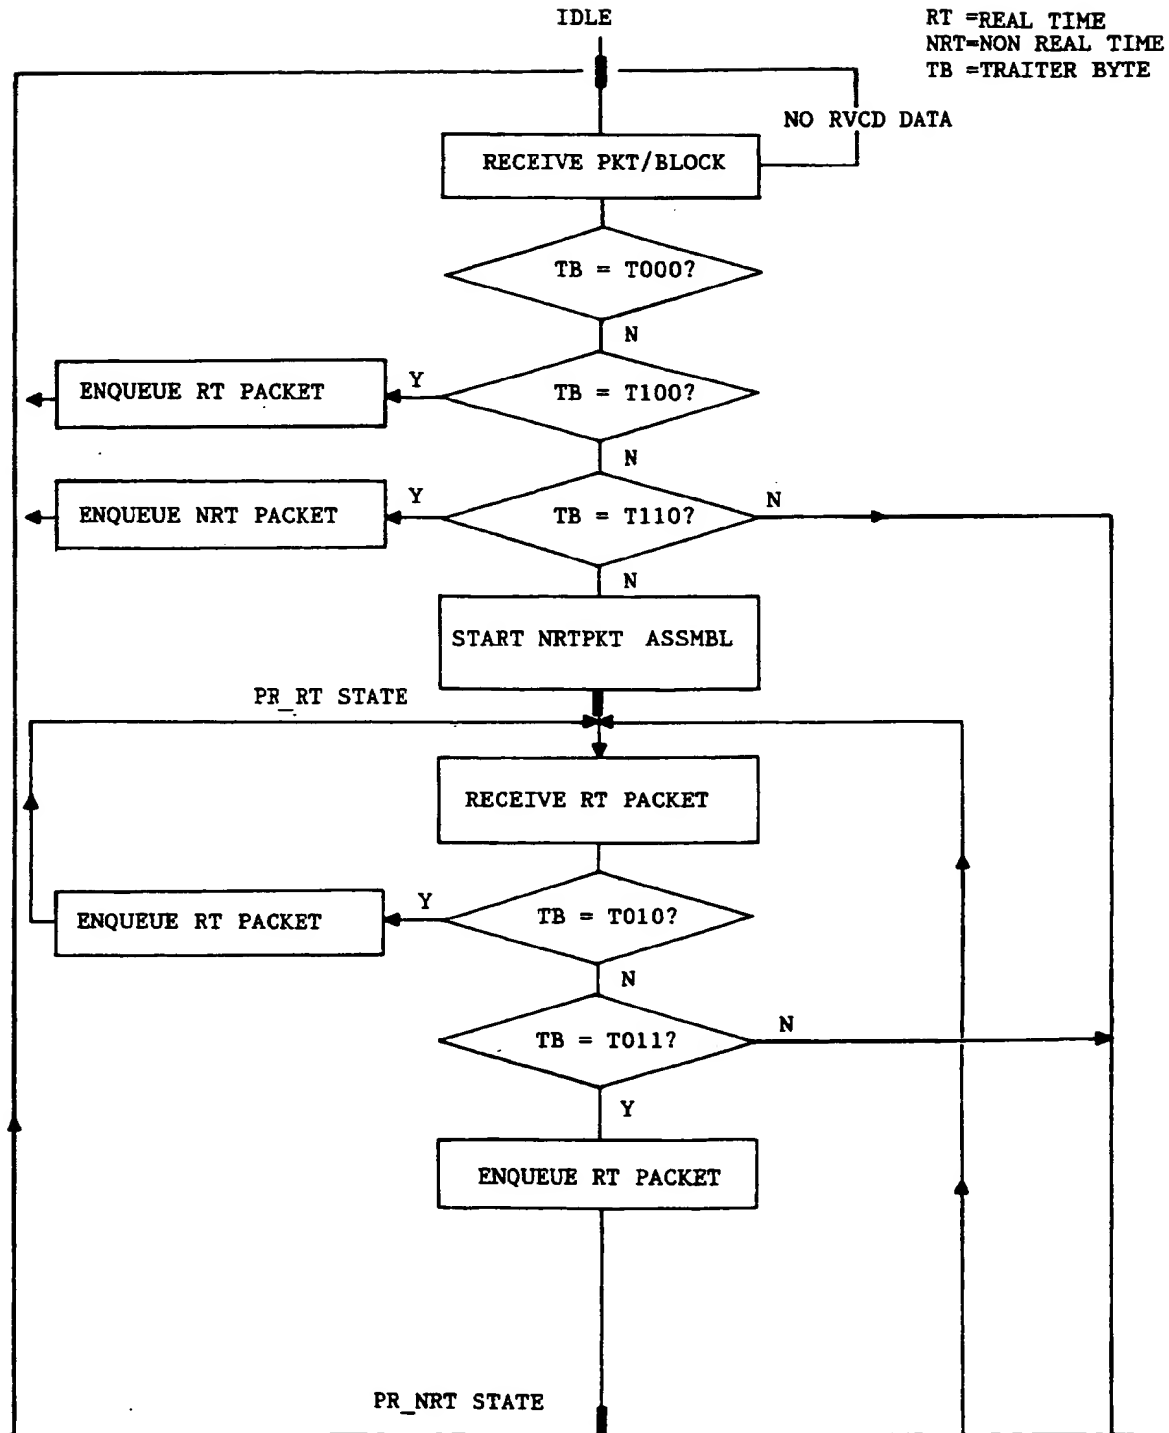 IDLE
RT =REAL TIME
NRT=NON REAL TIME
TB =TRAITER BYTE
NO RVCD DATA
RECEIVE PKT/BLOCK
TB = T000?
N
ENQUEUE RT PACKET
Y
TB = T100?
N
ENQUEUE NRT PACKET
Y
TB = T110?
N
N
START NRTPKT ASSMBL
PR_RT STATE
RECEIVE RT PACKET
ENQUEUE RT PACKET
Y
TB = T010?
N
TB = T011?
N
Y
ENQUEUE RT PACKET
PR_NRT STATE